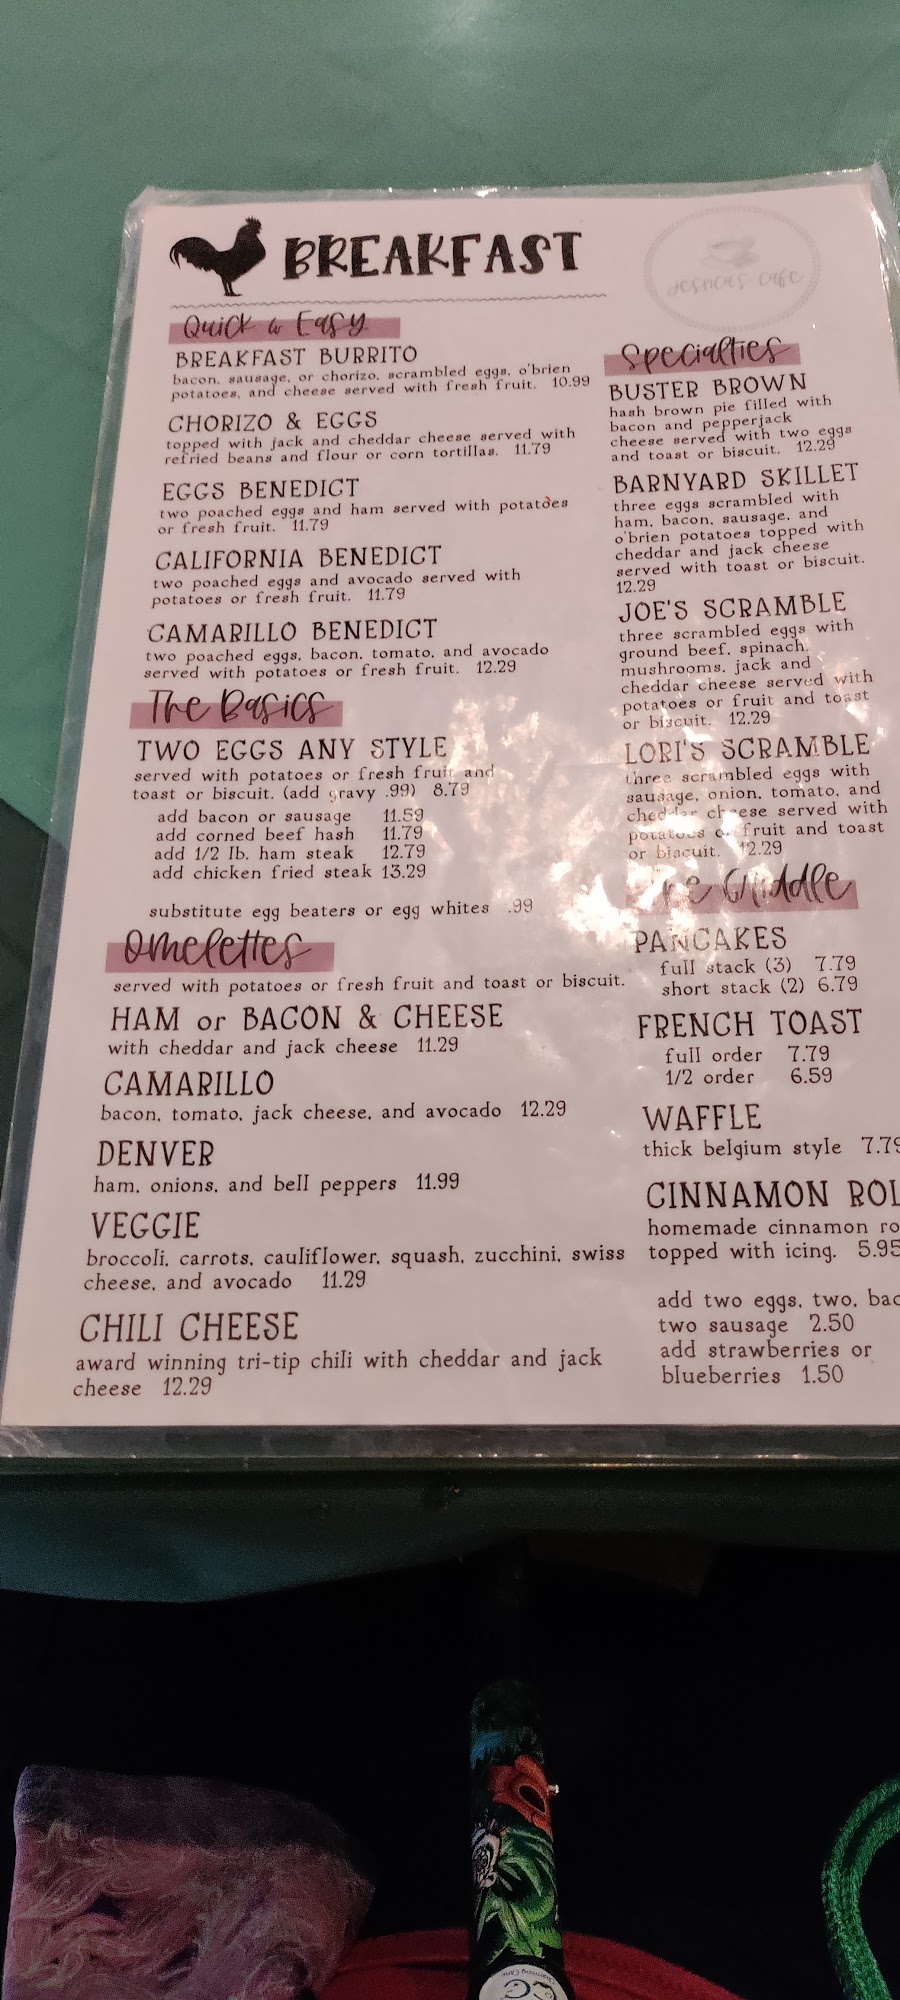 BREAKFAST
Jesica's Cafe
Quick & Easy
BREAKFAST BURRITO
bacon, sausage, or chorizo, scrambled eggs, o'brien
potatoes, and cheese served with fresh fruit. 10.99
CHORIZO & EGGS
topped with jack and cheddar cheese served with
refried beans and flour or corn tortillas. 11.79
EGGS BENEDICT
two poached eggs and ham served with potatoes
or fresh fruit. 11.79
CALIFORNIA BENEDICT
two poached eggs and avocado served with
potatoes or fresh fruit. 11.79
CAMARILLO BENEDICT
two poached eggs, bacon, tomato, and avocado
served with potatoes or fresh fruit. 12.29
The Basics
TWO EGGS ANY STYLE
served with potatoes or fresh fruit and
toast or biscuit. (add gravy .99) 8.79
add bacon or sausage 11.59
add corned beef hash 11.79
add 1/2 lb. ham steak 12.79
add chicken fried steak 13.29
substitute egg beaters or egg whites .99
Omelettes
served with potatoes or fresh fruit and toast or biscuit.
HAM or BACON & CHEESE
with cheddar and jack cheese 11.29
CAMARILLO
bacon, tomato, jack cheese, and avocado 12.29
DENVER
ham, onions, and bell peppers 11.99
VEGGIE
broccoli, carrots, cauliflower, squash, zucchini, swiss
cheese, and avocado 11.29
CHILI CHEESE
award winning tri-tip chili with cheddar and jack
cheese 12.29
Specialties
BUSTER BROWN
hash brown pie filled with
bacon and pepperjack
cheese served with two eggs
and toast or biscuit. 12.29
BARNYARD SKILLET
three eggs scrambled with
ham, bacon, sausage, and
o'brien potatoes topped with
cheddar and jack cheese
served with toast or biscuit.
12.29
JOE'S SCRAMBLE
three scrambled eggs with
ground beef, spinach,
mushrooms, jack and
cheddar cheese served with
potatoes or fruit and toast
or biscuit. 12.29
LORI'S SCRAMBLE
three scrambled eggs with
sausage, onion, tomato, and
cheddar cheese served with
potatoes or fruit and toast
or biscuit. 12.29
Griddle
PANCAKES
full stack (3) 7.79
short stack (2) 6.79
FRENCH TOAST
full order 7.79
1/2 order 6.59
WAFFLE
thick belgium style 7.79
CINNAMON ROL
homemade cinnamon ro
topped with icing. 5.95
add two eggs, two, bac
two sausage 2.50
add strawberries or
blueberries 1.50